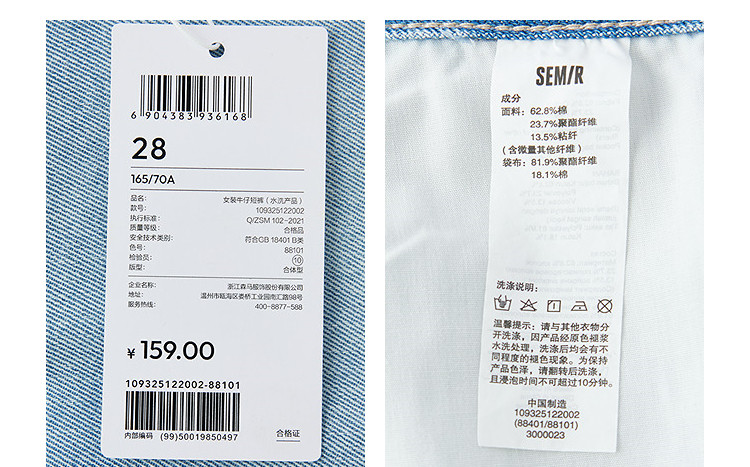 6 904383 936168
28
165/70A
品名: 女装牛仔短裤(水洗产品)
款号: 109325122002
执行标准: Q/ZSM 102-2021
质量等级: 合格品
安全技术类别: 符合GB 18401 B类
色号: 88101
检验员: 10
版型: 合体型
企业名称: 浙江森马服饰股份有限公司
地址: 温州市瓯海区娄桥工业园南汇路98号
服务热线: 400-8877-588
¥ 159.00
109325122002-88101
内部编码 (99)50019850497 合格证
SEMIR
成分
面料: 62.8%棉
23.7%聚酯纤维
13.5%粘纤
(含微量其他纤维)
袋布: 81.9%聚酯纤维
18.1%棉
洗涤说明:
温馨提示: 请与其他衣物分
开洗涤, 因产品经原色褪浆
水洗处理, 洗涤后均会有不
同程度的褪色现象。为保持
产品色泽, 请翻转后洗涤,
且浸泡时间不可超过10分钟。
中国制造
109325122002
(88401/88101)
3000023